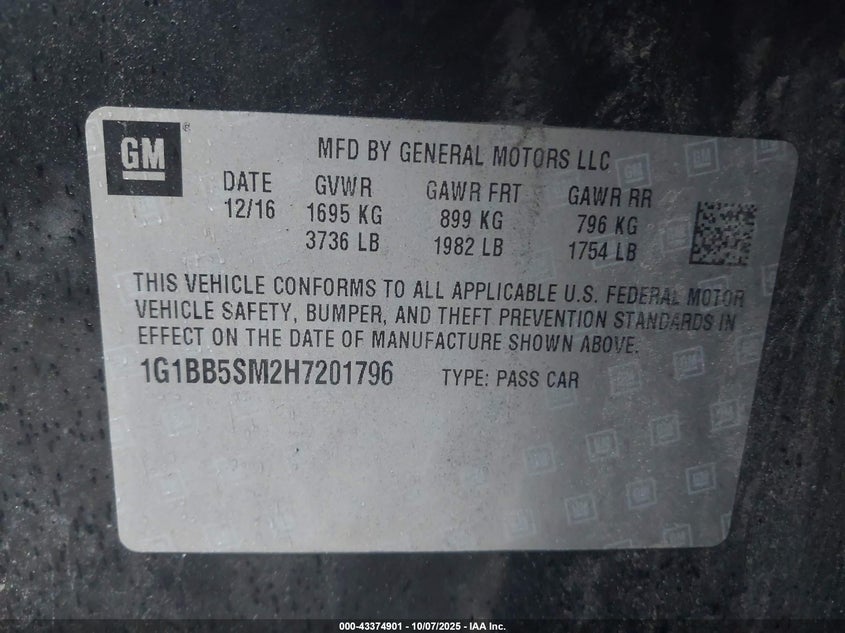 GM ®
MFD BY GENERAL MOTORS LLC
DATE GVWR GAWR FRT GAWR RR
12/16 1695 KG 899 KG 796 KG
3736 LB 1982 LB 1754 LB
THIS VEHICLE CONFORMS TO ALL APPLICABLE U.S. FEDERAL MOTOR
VEHICLE SAFETY, BUMPER, AND THEFT PREVENTION STANDARDS IN
EFFECT ON THE DATE OF MANUFACTURE SHOWN ABOVE.
1G1BB5SM2H7201796 TYPE: PASS CAR
000-43374901 - 10/07/2025 - IAA Inc.